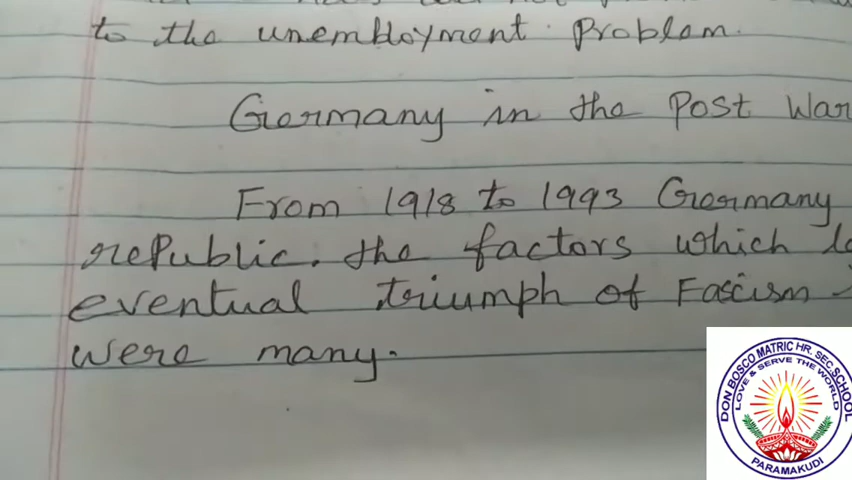 to the unemployment problem.
Germany in the Post War
From 1918 to 1993 Germany
republic. the factors which
eventual triumph of Fascism
were many.
DON BOSCO MATRIC HR. SEC. SCHOOL
LOVE & SERVE THE WORLD
PARAMAKUDI